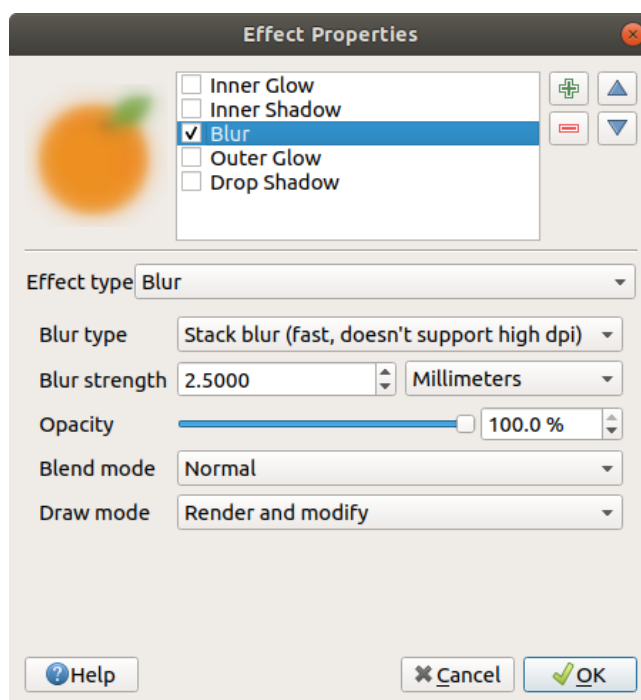 Effect Properties
Inner Glow
Inner Shadow
Blur
Outer Glow
Drop Shadow
Effect type Blur
Blur type Stack blur (fast, doesn't support high dpi)
Blur strength 2.5000 Millimeters
Opacity 100.0 %
Blend mode Normal
Draw mode Render and modify
Help Cancel OK